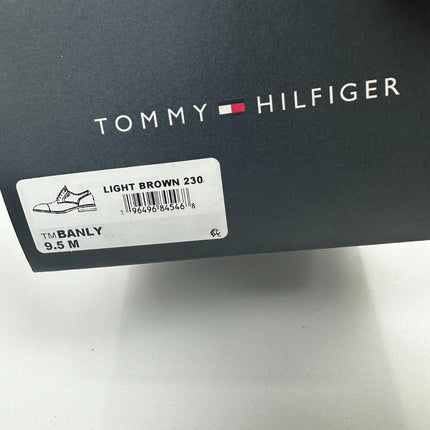 TOMMY HILFIGER
LIGHT BROWN 230
1 96496 84546 8
TMBANLY
9.5 M